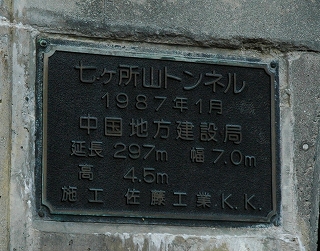 七ヶ所山トンネル
1987年1月
中国地方建設局
延長 297m 幅 7.0m
高 4.5m
施工 佐藤工業K.K.